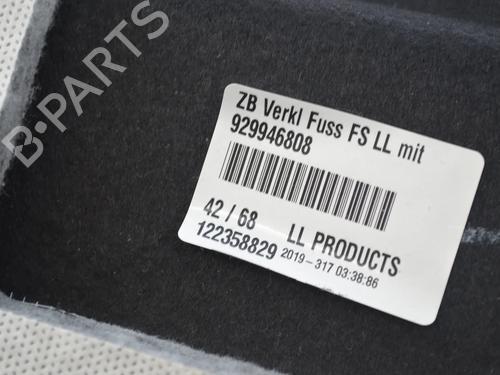 ZB Verkl Fuss FS LL mit
929946808
42 / 68 LL PRODUCTS
122358829 2019-317 03:38:86
B-PARTS